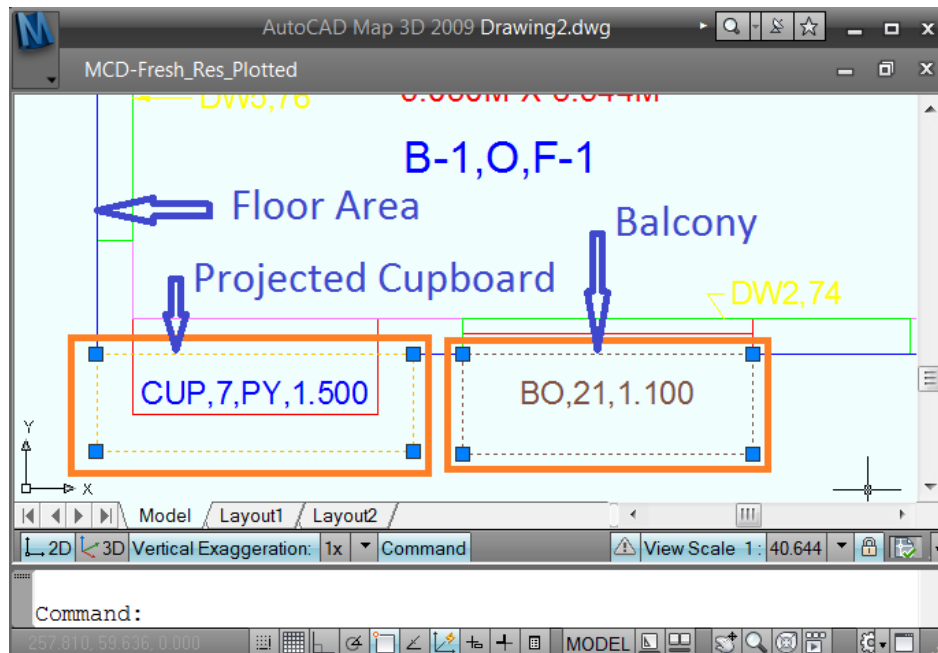 AutoCAD Map 3D 2009 Drawing2.dwg
MCD-Fresh_Res_Plotted
DW5,76
B-1,O,F-1
Floor Area
Balcony
Projected Cupboard
DW2,74
CUP,7,PY,1.500
BO,21,1.100
Y
X
Model Layout1 Layout2
2D 3D Vertical Exaggeration: 1x Command View Scale 1: 40.644
Command:
257.810, 59.636, 0.000 MODEL